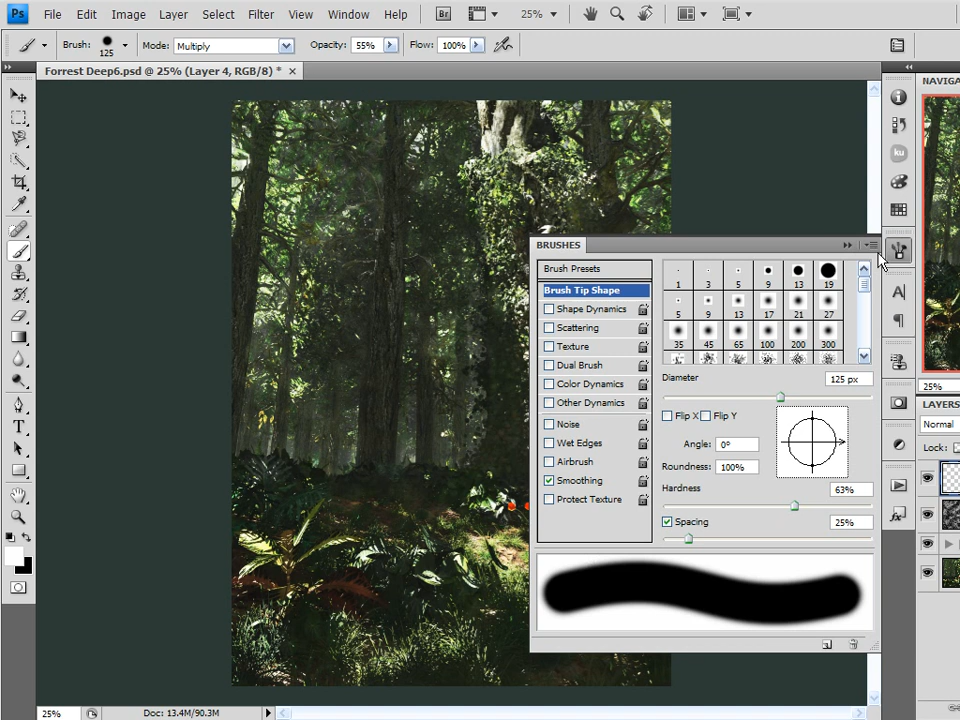 Ps File Edit Image Layer Select Filter View Window Help Br 25%
Brush: 125 Mode: Multiply Opacity: 55% Flow: 100%
Forrest Deep6.psd @ 25% (Layer 4, RGB/8) * ×
NAVIGA
ku
BRUSHES
Brush Presets
Brush Tip Shape
Shape Dynamics
Scattering
Texture
Dual Brush
Color Dynamics
Other Dynamics
Noise
Wet Edges
Airbrush
Smoothing
Protect Texture
1 3 5 9 13 19
5 9 13 17 21 27
35 45 65 100 200 300
Diameter 125 px
Flip X Flip Y
Angle: 0°
Roundness: 100%
Hardness 63%
Spacing 25%
A
T
fx
25%
LAYERS
Normal
Lock:
25% Doc: 13.4M/90.3M